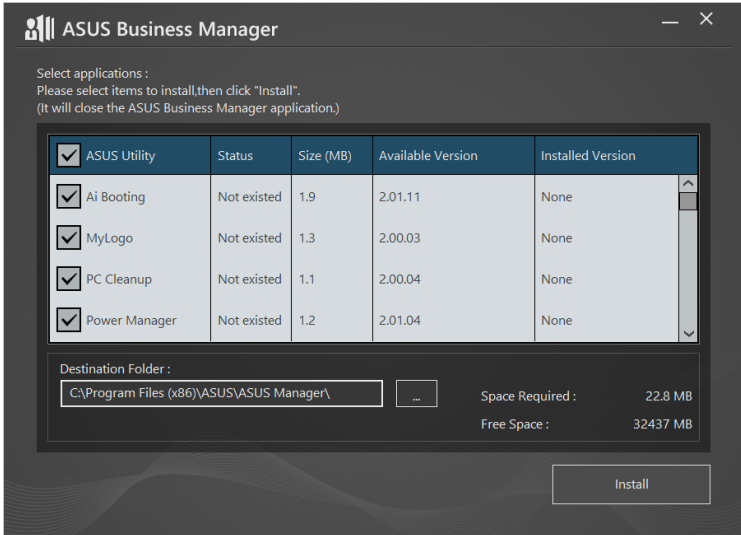 ASUS Business Manager
Select applications :
Please select items to install,then click "Install".
(It will close the ASUS Business Manager application.)
ASUS Utility Status Size (MB) Available Version Installed Version
Ai Booting Not existed 1.9 2.01.11 None
MyLogo Not existed 1.3 2.00.03 None
PC Cleanup Not existed 1.1 2.00.04 None
Power Manager Not existed 1.2 2.01.04 None
Destination Folder :
C:\Program Files (x86)\ASUS\ASUS Manager\ ...
Space Required : 22.8 MB
Free Space : 32437 MB
Install